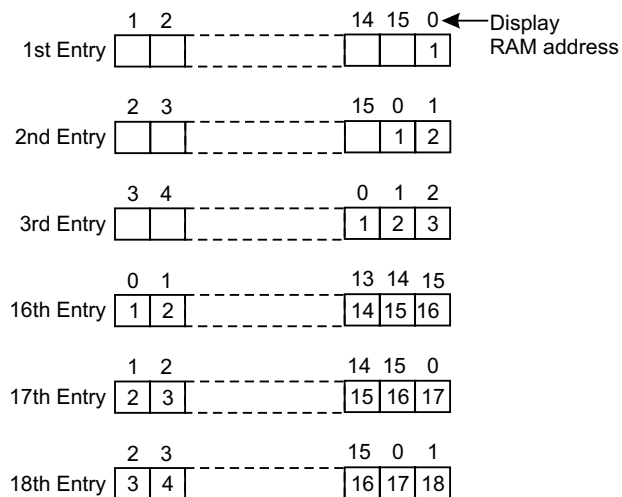 1 2 14 15 0 Display
1st Entry 1 RAM address
2 3 15 0 1
2nd Entry 1 2
3 4 0 1 2
3rd Entry 1 2 3
0 1 13 14 15
16th Entry 1 2 14 15 16
1 2 14 15 0
17th Entry 2 3 15 16 17
2 3 15 0 1
18th Entry 3 4 16 17 18